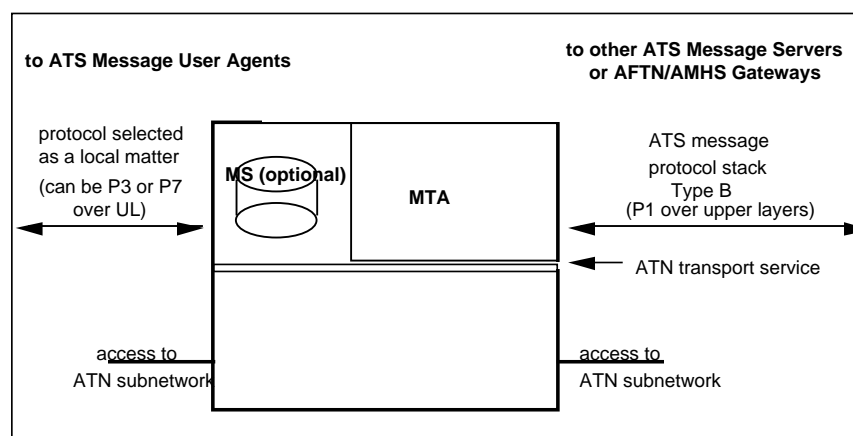 to ATS Message User Agents
to other ATS Message Servers
or AFTN/AMHS Gateways
protocol selected
as a local matter
(can be P3 or P7
over UL)
MS (optional)
MTA
ATS message
protocol stack
Type B
(P1 over upper layers)
ATN transport service
access to
ATN subnetwork
access to
ATN subnetwork